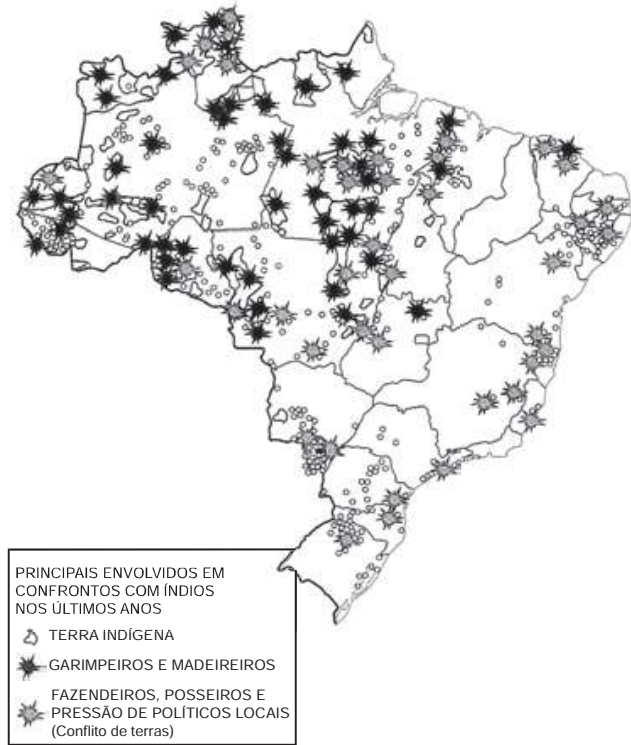 PRINCIPAIS ENVOLVIDOS EM
CONFRONTOS COM ÍNDIOS
NOS ÚLTIMOS ANOS
TERRA INDÍGENA
GARIMPEIROS E MADEIREIROS
FAZENDEIROS, POSSEIROS E
PRESSÃO DE POLÍTICOS LOCAIS
(Conflito de terras)